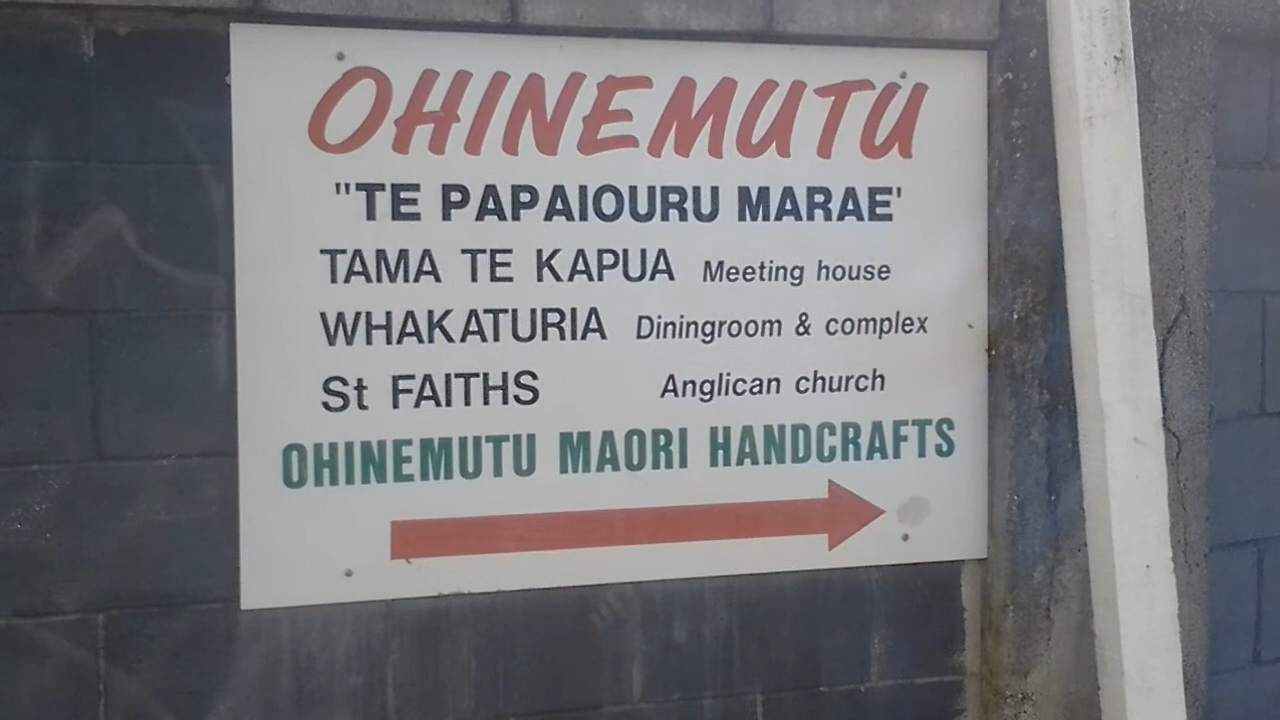 OHINEMUTU
"TE PAPAIOURU MARAE'
TAMA TE KAPUA Meeting house
WHAKATURIA Diningroom & complex
St FAITHS Anglican church
OHINEMUTU MAORI HANDCRAFTS